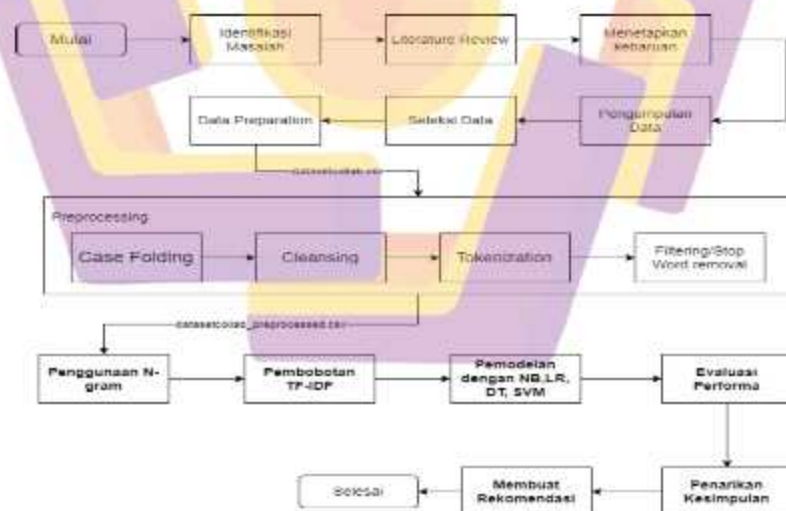 Mulai
Identifikasi
Masalah
Literature Review
Menetapkan
kebaruan
Data Preparation
Seleksi Data
Pengumpulan
Data
Preprocessing
Case Folding
Cleansing
Tokenization
Filtering/Stop
Word removal
datasetcollab_preprocessed.csv
Penggunaan N-
gram
Pembobotan
TF-IDF
Pemodelan
dengan NB,LR,
DT, SVM
Evaluasi
Performa
Selesai
Membuat
Rekomendasi
Penarikan
Kesimpulan